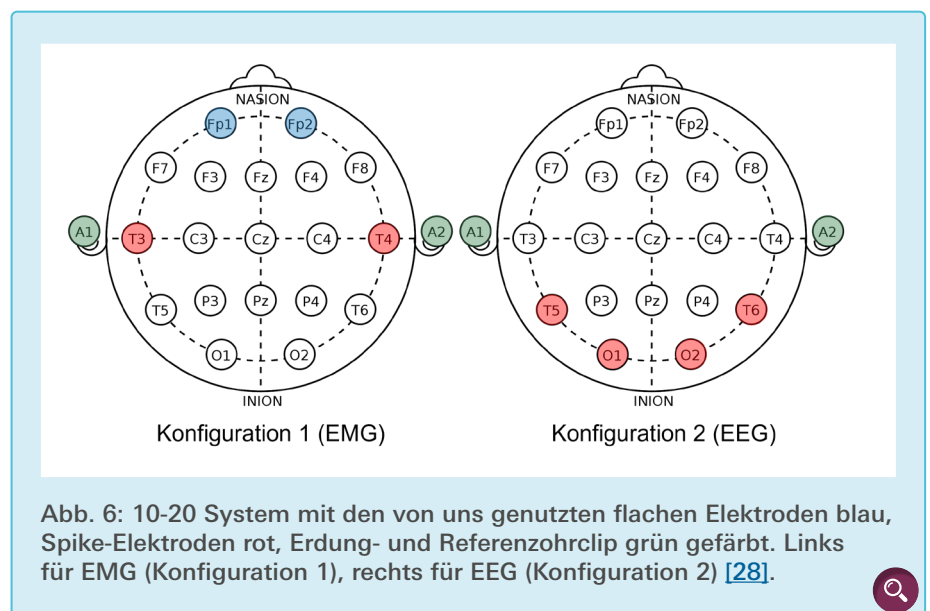 NASION NASION
Fp1 Fp2 Fp1 Fp2
F7 F3 Fz F4 F8 F7 F3 Fz F4 F8
A1 T3 C3 Cz C4 T4 A2 A1 T3 C3 Cz C4 T4 A2
T5 P3 Pz P4 T6 T5 P3 Pz P4 T6
O1 O2 O1 O2
INION INION
Konfiguration 1 (EMG) Konfiguration 2 (EEG)
Abb. 6: 10-20 System mit den von uns genutzten flachen Elektroden blau,
Spike-Elektroden rot, Erdung- und Referenzohrclip grün gefärbt. Links
für EMG (Konfiguration 1), rechts für EEG (Konfiguration 2) [28].